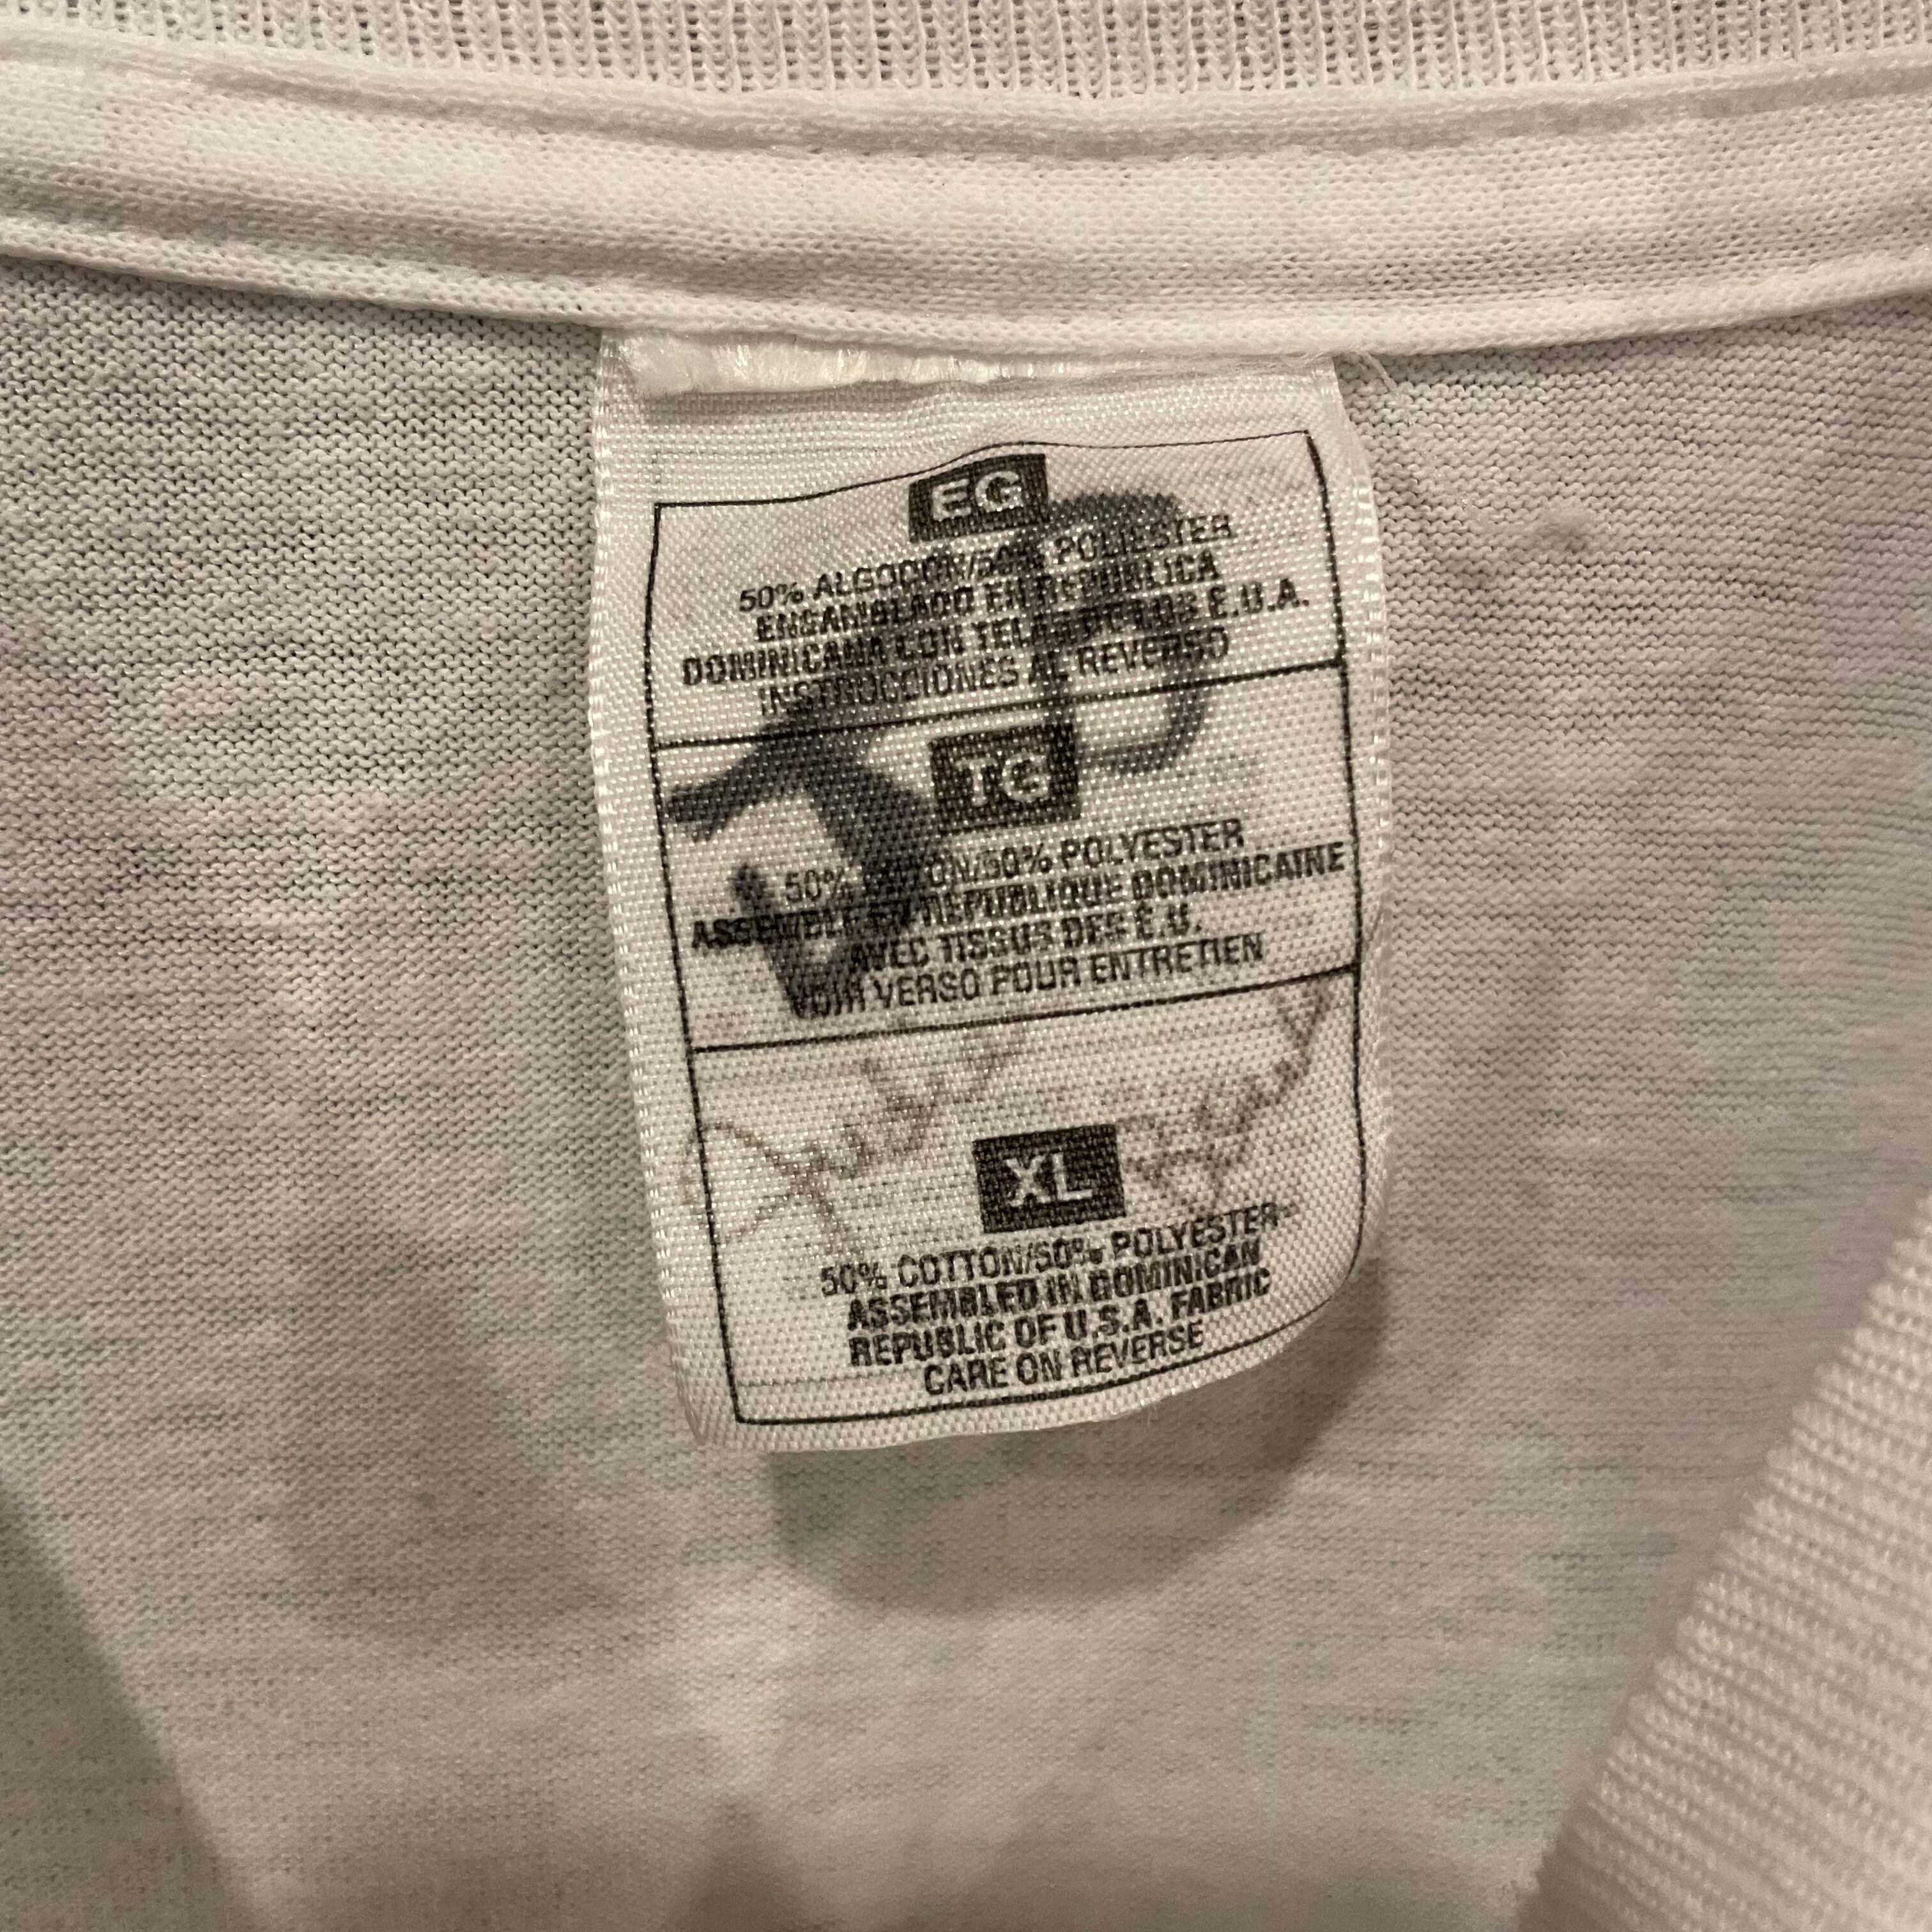 EG
50% ALGODON/50% POLIESTER
ENSAMBLADO EN REPUBLICA
DOMINICANA CON TELAS DE LOS E.U.A.
INSTRUCCIONES AL REVERSO
TG
50% COTON/50% POLYESTER
ASSEMBLE EN REPUBLIQUE DOMINICAINE
AVEC TISSUS DES É.U.
VOIR VERSO POUR ENTRETIEN
XL
50% COTTON/50% POLYESTER
ASSEMBLED IN DOMINICAN
REPUBLIC OF U.S.A. FABRIC
CARE ON REVERSE